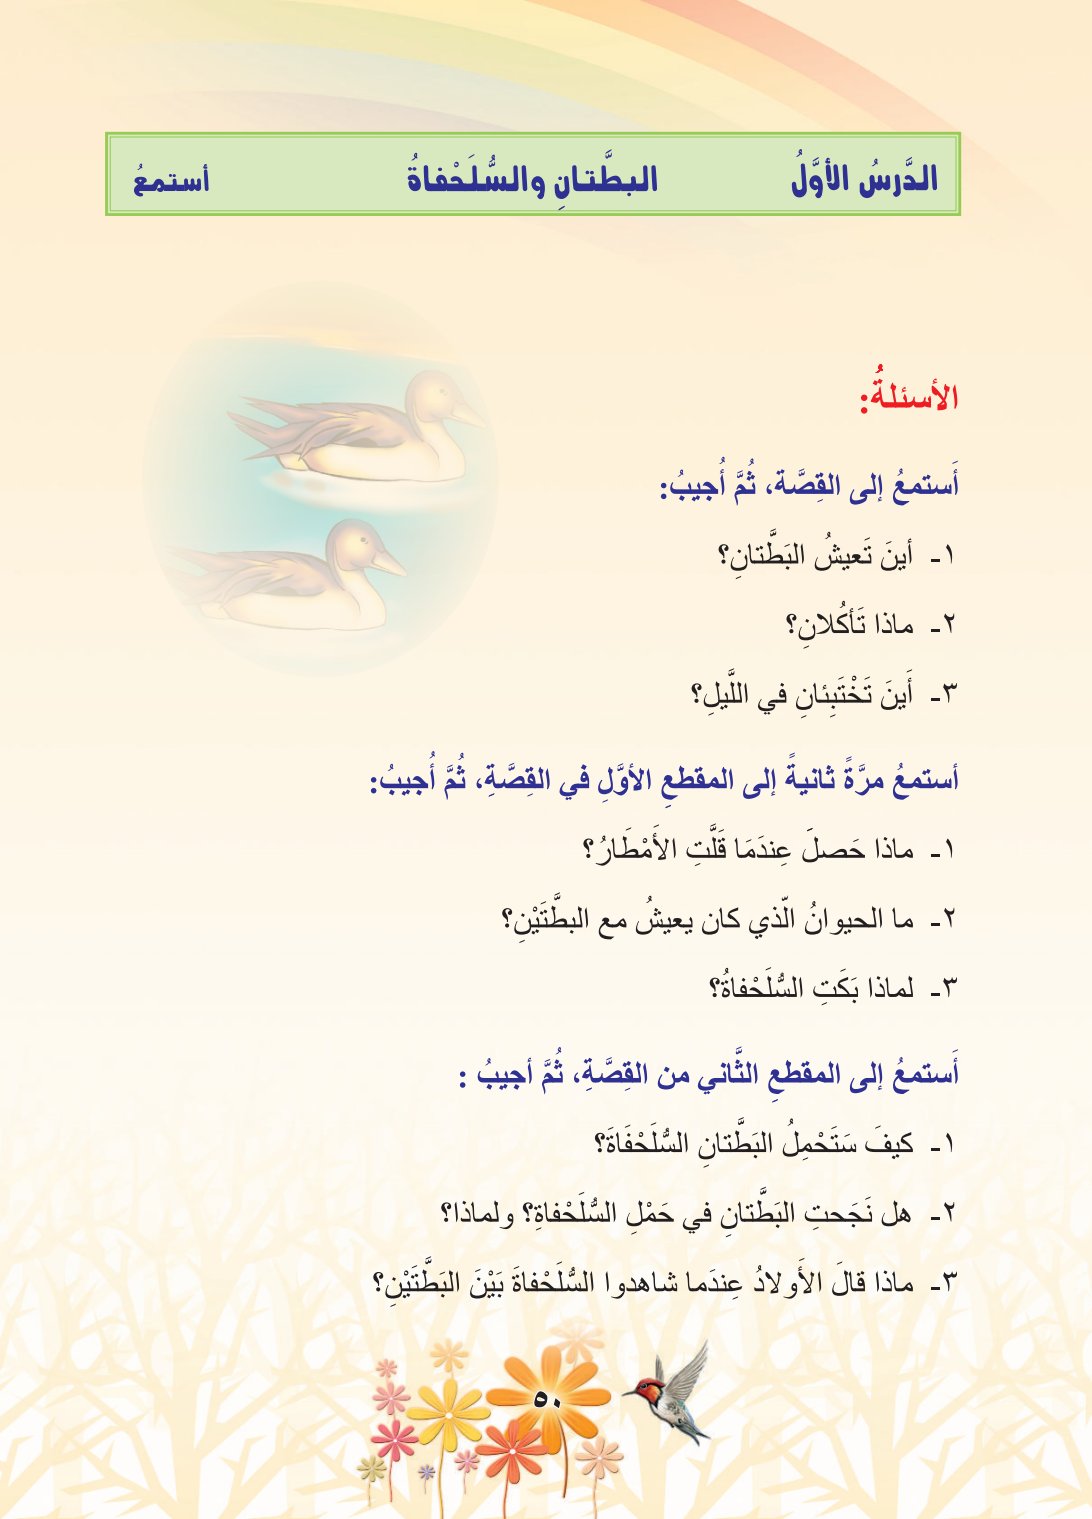 الدَّرسُ الأوَّلُ البطَّتانِ والسُّلَحْفاةُ أستمعُ
الأسئلةُ:
أَستمعُ إلى القِصَّة، ثُمَّ أُجيبُ:
١- أينَ تَعيشُ البَطَّتانِ؟
٢- ماذا تَأكُلانِ؟
٣- أَينَ تَخْتَبِئانِ في اللَّيلِ؟
أستمعُ مرَّةً ثانيةً إلى المقطعِ الأوَّلِ في القِصَّةِ، ثُمَّ أُجيبُ:
١- ماذا حَصلَ عِندَمَا قَلَّتِ الأَمْطَارُ؟
٢- ما الحيوانُ الّذي كان يعيشُ مع البطَّتَيْنِ؟
٣- لماذا بَكَتِ السُّلَحْفاةُ؟
أَستمعُ إلى المقطعِ الثَّاني من القِصَّةِ، ثُمَّ أجيبُ :
١- كيفَ سَتَحْمِلُ البَطَّتانِ السُّلَحْفَاةَ؟
٢- هل نَجَحتِ البَطَّتانِ في حَمْلِ السُّلَحْفاةِ؟ ولماذا؟
٣- ماذا قالَ الأَولادُ عِندَما شاهدوا السُّلَحْفاةَ بَيْنَ البَطَّتَيْنِ؟
٥٠